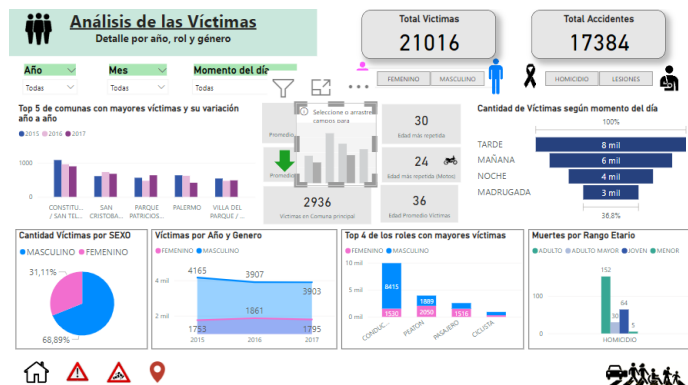 Análisis de las Víctimas
Detalle por año, rol y género
Total Victimas
21016
Total Accidentes
17384
Año
Mes
Momento del día
Todas
Todas
Todas
FEMENINO
MASCULINO
HOMICIDIO
LESIONES
Top 5 de comunas con mayores víctimas y su variación
año a año
2015 2016 2017
1000
0
CONSTITU...
/ SAN TEL...
SAN
CRISTOBA...
PARQUE
PATRICIOS...
PALERMO
VILLA DEL
PARQUE / ...
Seleccione o arrastre
campos para
Promedio
Promedio
2936
Victimas en Comuna principal
30
Edad más repetida
24
Edad más repetida (Motos)
36
Edad Promedio Víctimas
Cantidad de Víctimas según momento del día
100%
TARDE
8 mil
MAÑANA
6 mil
NOCHE
4 mil
MADRUGADA
3 mil
36,8%
Cantidad Víctimas por SEXO
MASCULINO FEMENINO
31,11%
68,89%
Víctimas por Año y Genero
FEMENINO MASCULINO
4 mil
2 mil
4165
3907
3903
1753
1861
1795
2015
2016
2017
Top 4 de los roles con mayores víctimas
FEMENINO MASCULINO
10 mil
5 mil
0 mil
8415
1530
1889
2050
1516
CONDUC...
PEATON
PASAJERO
CICLISTA
Muertes por Rango Etario
ADULTO ADULTO MAYOR JOVEN MENOR
100
0
152
30
64
5
HOMICIDIO